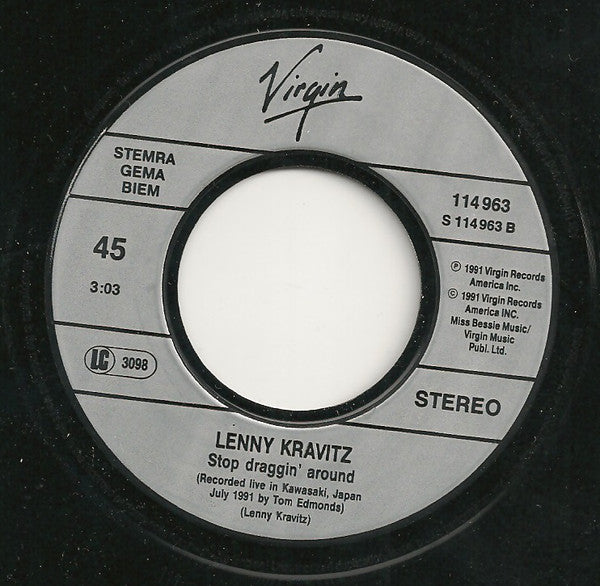 Virgin
STEMRA
GEMA
BIEM
114 963
S 114 963 B
45
3:03
℗ 1991 Virgin Records
America Inc.
© 1991 Virgin Records
America INC.
Miss Bessie Music/
Virgin Music
Publ. Ltd.
LC 3098
STEREO
LENNY KRAVITZ
Stop draggin' around
(Recorded live in Kawasaki, Japan
July 1991 by Tom Edmonds)
(Lenny Kravitz)